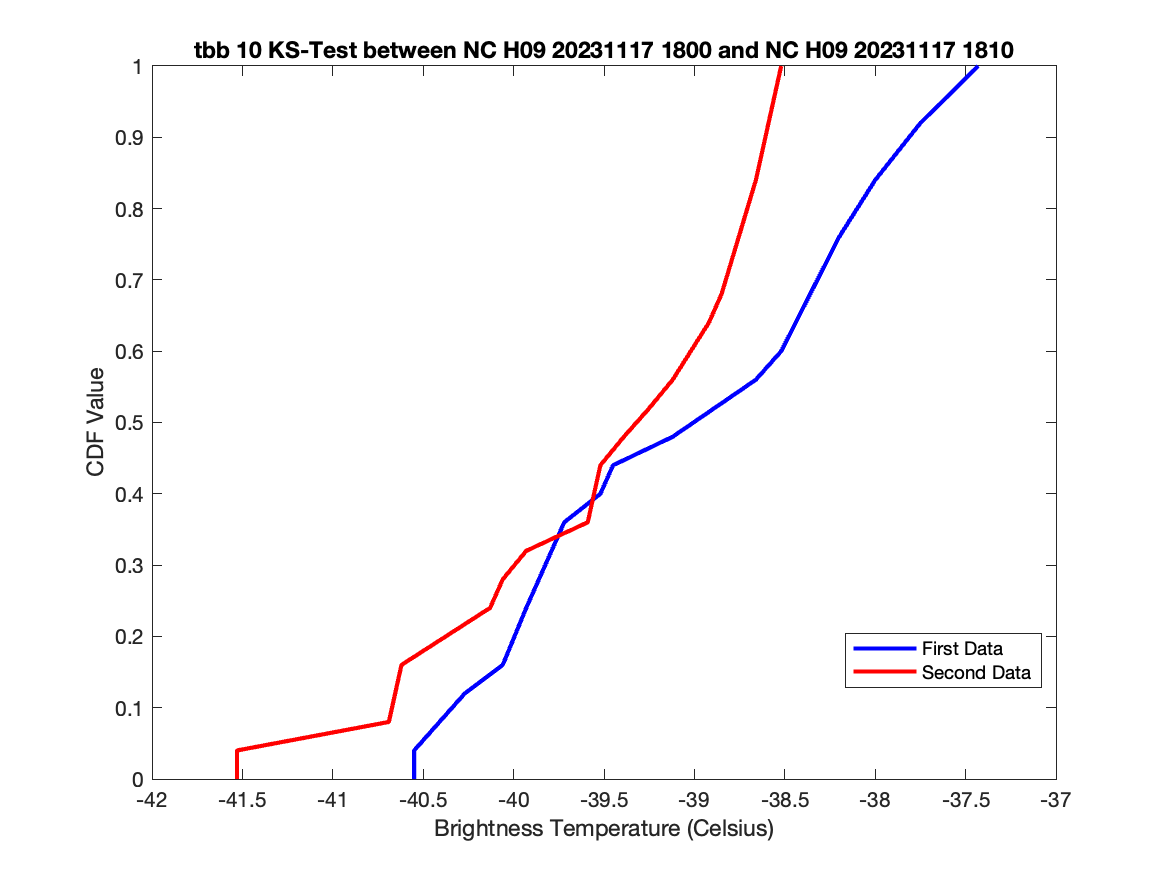 tbb 10 KS-Test between NC H09 20231117 1800 and NC H09 20231117 1810
1
0.9
0.8
0.7
0.6
0.5
0.4
0.3
0.2
0.1
0
CDF Value
First Data
Second Data
-42 -41.5 -41 -40.5 -40 -39.5 -39 -38.5 -38 -37.5 -37
Brightness Temperature (Celsius)